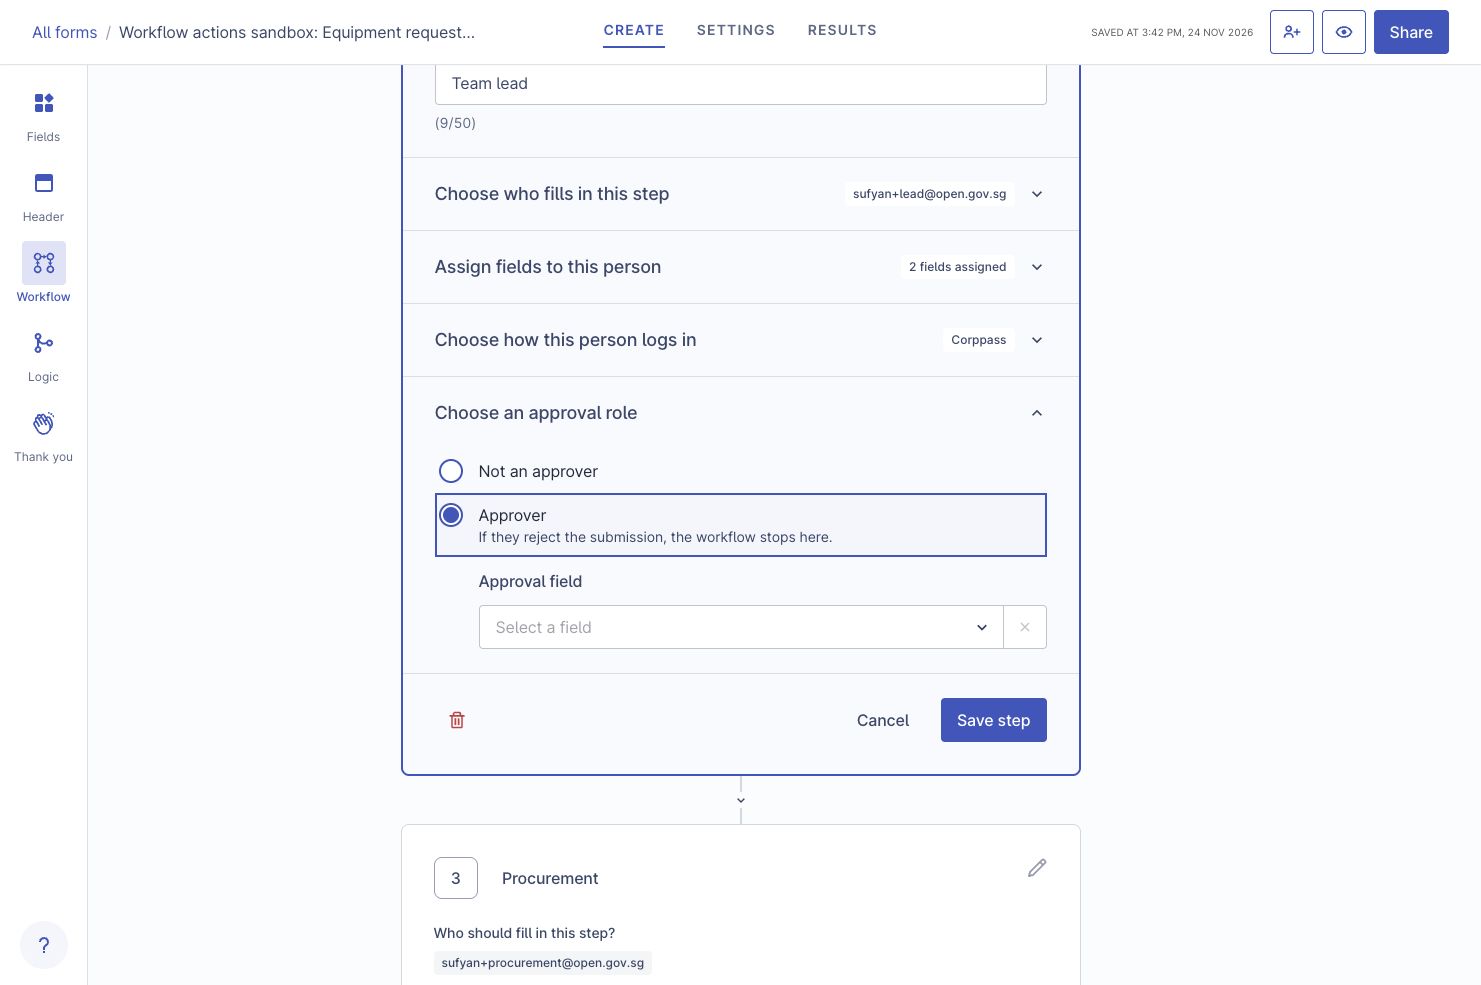 All forms / Workflow actions sandbox: Equipment request...
CREATE
SETTINGS
RESULTS
SAVED AT 3:42 PM, 24 NOV 2026
Share
Fields
Header
Workflow
Logic
Thank you
?
Team lead
(9/50)
Choose who fills in this step
sufyan+lead@open.gov.sg
Assign fields to this person
2 fields assigned
Choose how this person logs in
Corppass
Choose an approval role
Not an approver
Approver
If they reject the submission, the workflow stops here.
Approval field
Select a field
Cancel
Save step
3
Procurement
Who should fill in this step?
sufyan+procurement@open.gov.sg